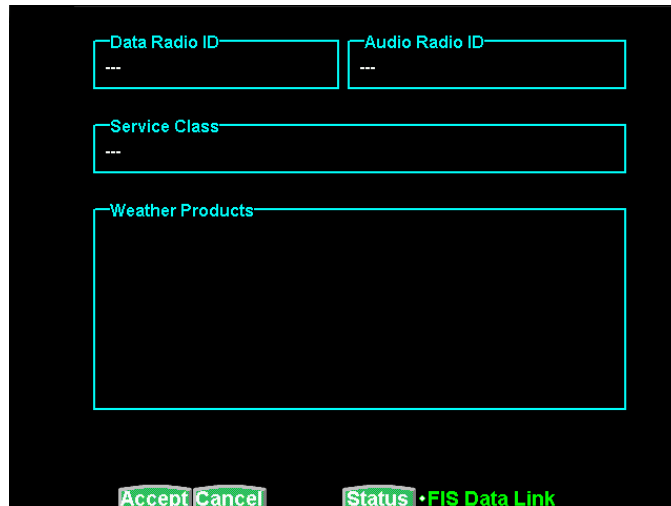 Data Radio ID Audio Radio ID
--- ---
Service Class
---
Weather Products
Accept Cancel Status •FIS Data Link